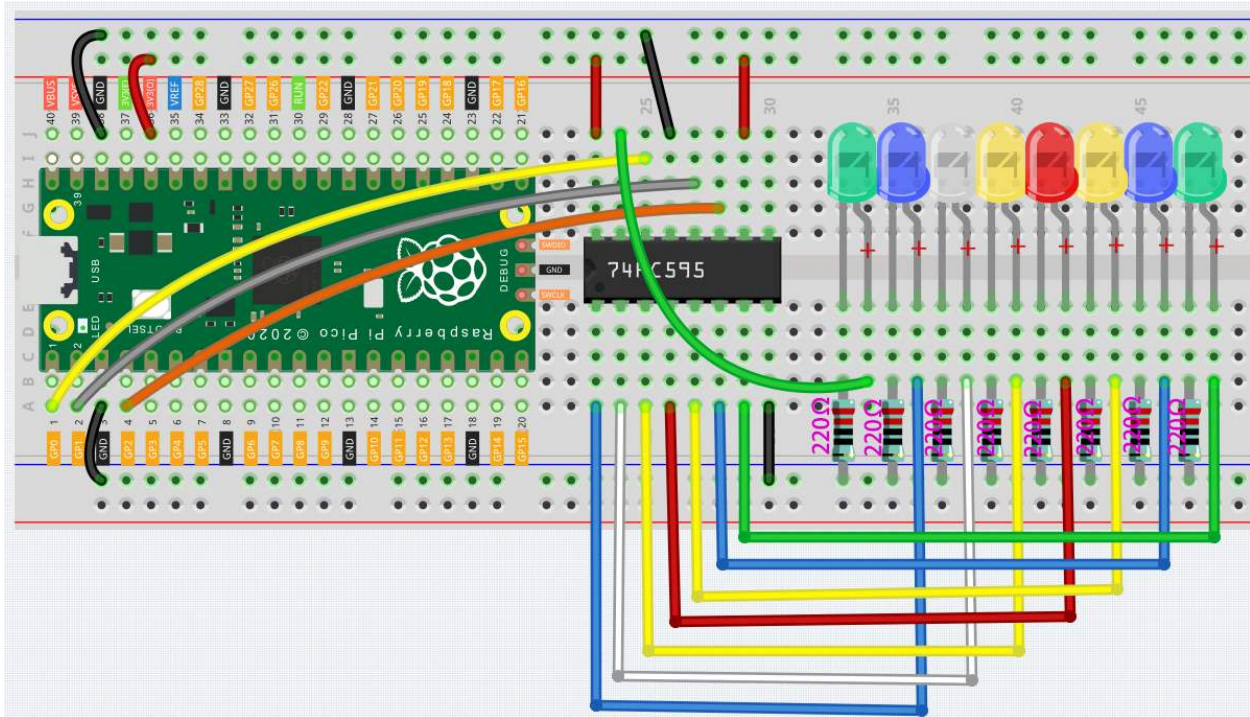 VBUS VSYS GND 3V3(E) 3V3(O) VREF GP28 GND GP27 GP26 RUN GP22 GND GP21 GP20 GP19 GP18 GND GP17 GP16
40 39 38 37 36 35 34 33 32 31 30 29 28 27 26 25 24 23 22 21
25 30 35 40 45
J
I
H
G
F
E
D
C
B
A
39
USB
LED
BOOTSEL
1
2
Raspberry Pi Pico © 2020
DEBUG
SWDIO
GND
SWCLK
74HC595
+ + + + + + + +
220Ω 220Ω 220Ω 220Ω 220Ω 220Ω 220Ω 220Ω
1 2 3 4 5 6 7 8 9 10 11 12 13 14 15 16 17 18 19 20
GP0 GP1 GND GP2 GP3 GP4 GP5 GND GP6 GP7 GP8 GP9 GND GP10 GP11 GP12 GP13 GND GP14 GP15